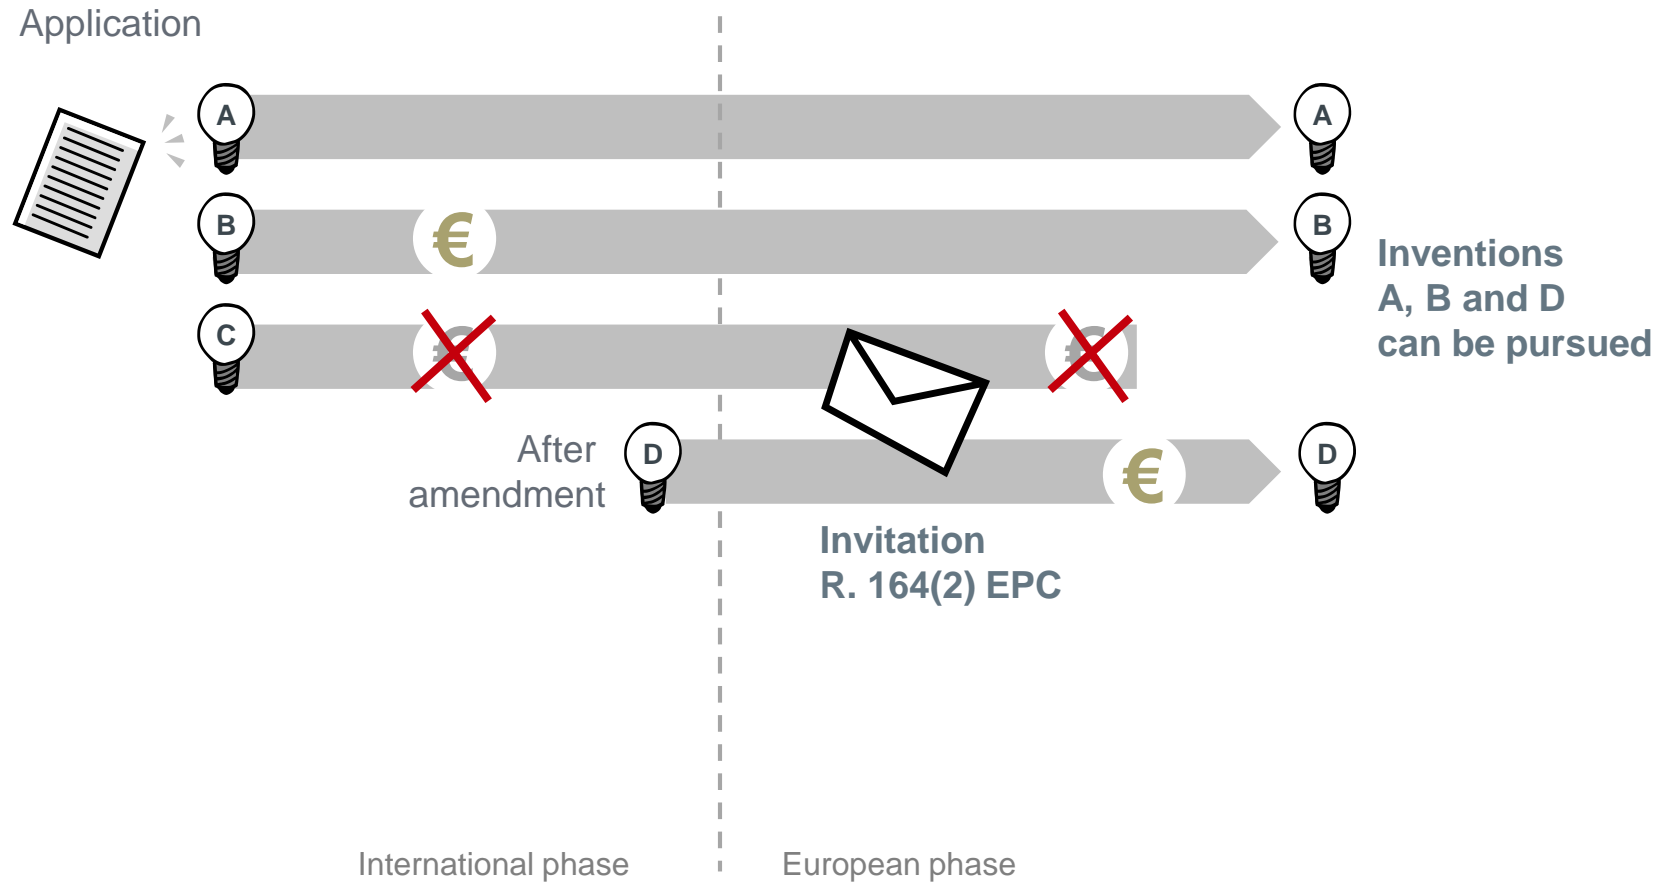 Application
A
A
B
€
B
Inventions
A, B and D
can be pursued
C
€
€
After
amendment
D
€
D
Invitation
R. 164(2) EPC
International phase
European phase